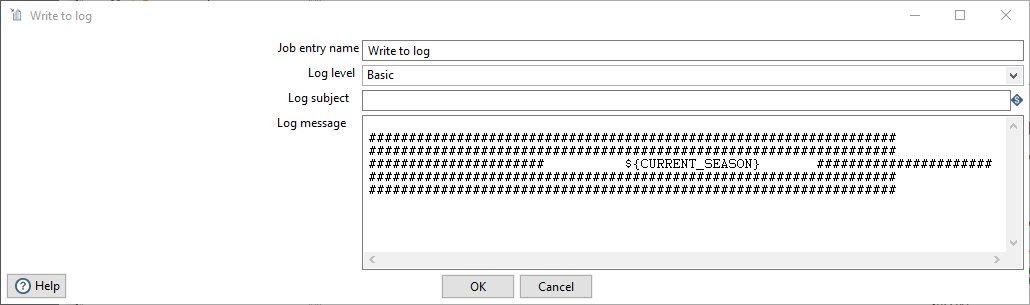 Write to log
Job entry name Write to log
Log level Basic
Log subject
Log message
##################################################################
##################################################################
######################          ${CURRENT_SEASON}       ######################
##################################################################
##################################################################
Help OK Cancel